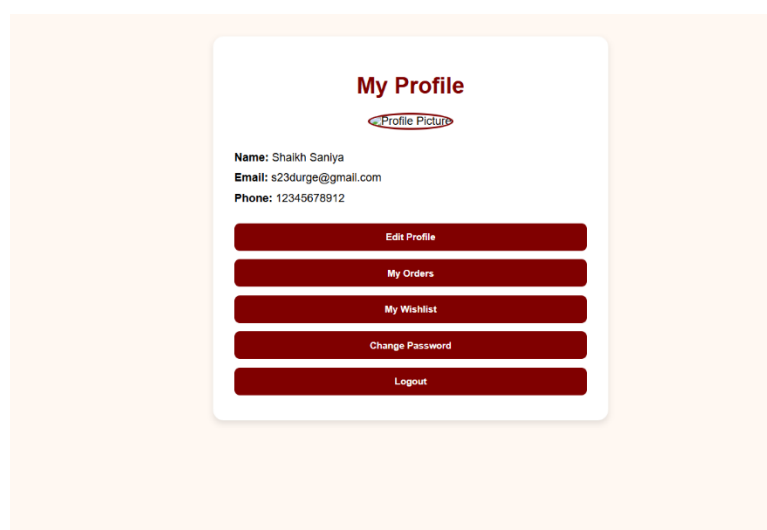 My Profile
Profile Picture
Name: Shaikh Saniya
Email: s23durge@gmail.com
Phone: 12345678912
Edit Profile
My Orders
My Wishlist
Change Password
Logout